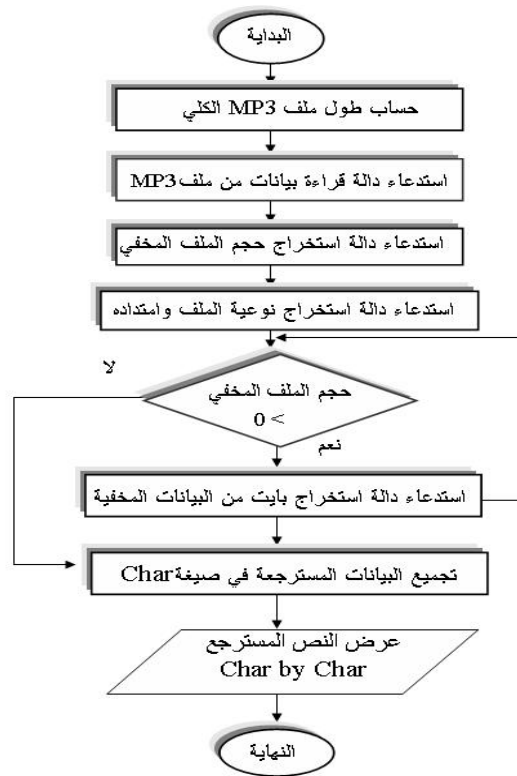 البداية
حساب طول ملف MP3 الكلي
استدعاء دالة قراءة بيانات من ملف MP3
استدعاء دالة استخراج حجم الملف المخفي
استدعاء دالة استخراج نوعية الملف وامتداده
لا
حجم الملف المخفي
0 <
نعم
استدعاء دالة استخراج بايت من البيانات المخفية
تجميع البيانات المسترجعة في صيغة Char
عرض النص المسترجع
Char by Char
النهاية